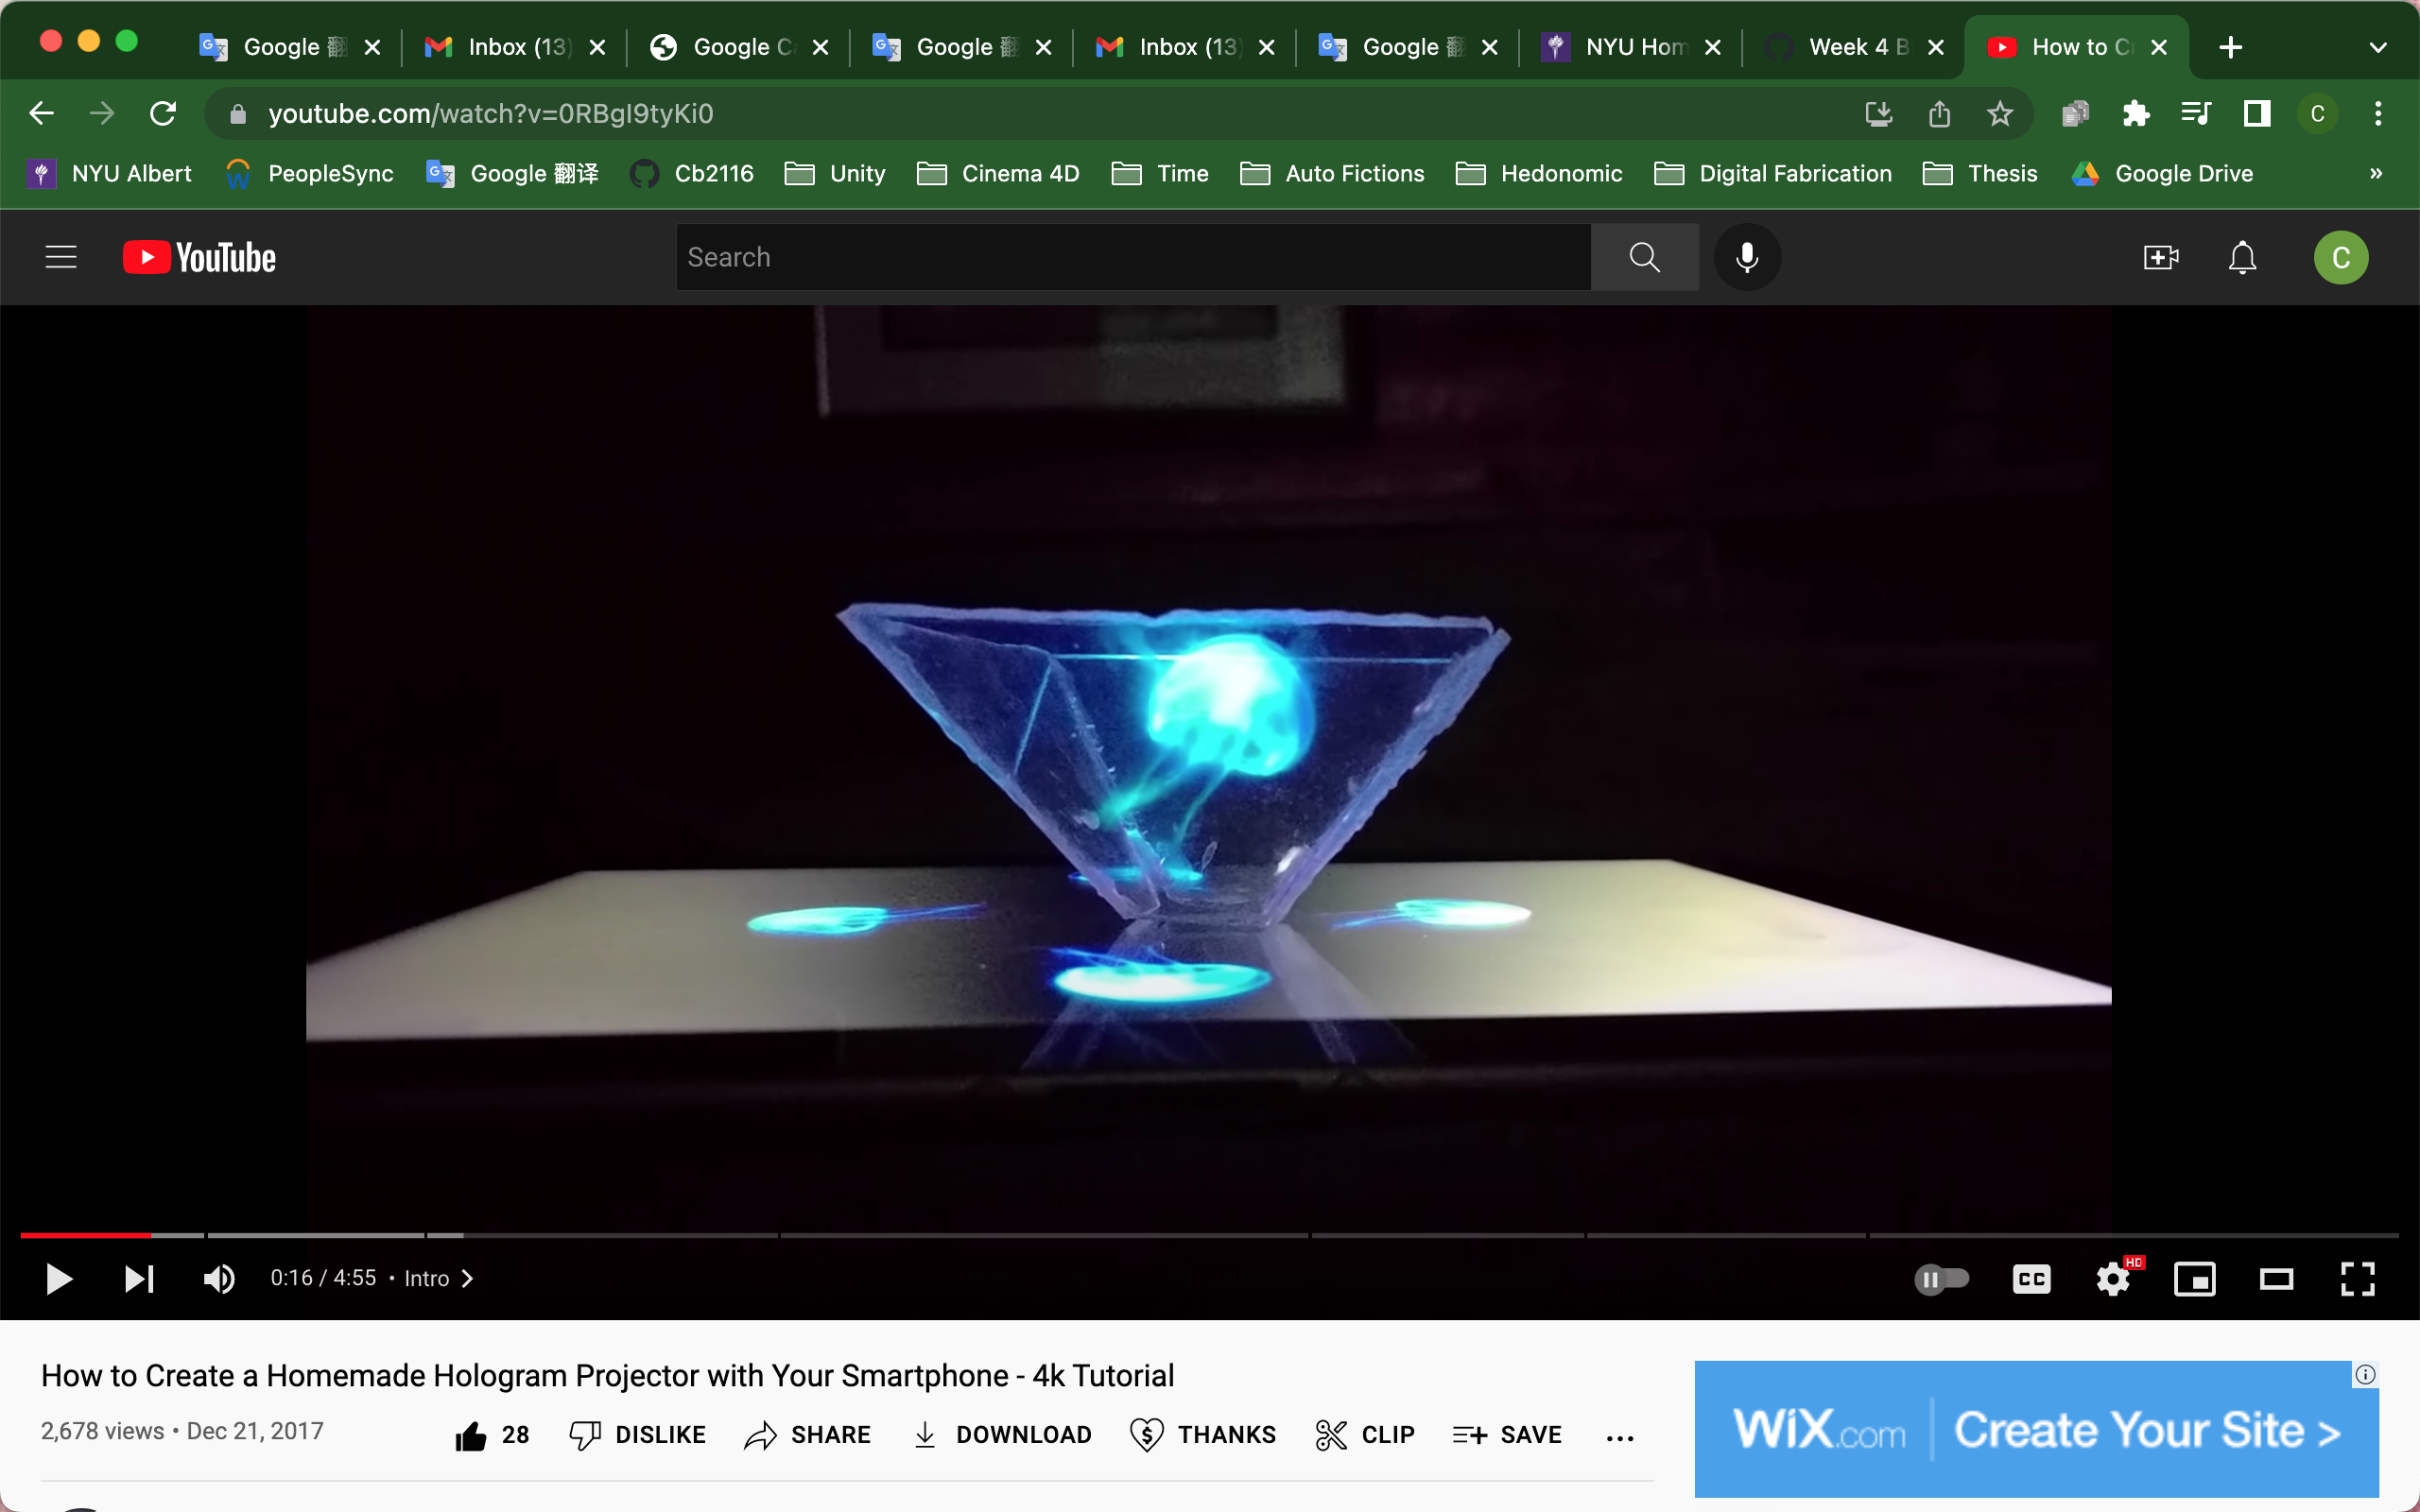 Google 翻
Inbox (13)
Google C
Google 翻
Inbox (13)
Google 翻
NYU Hom
Week 4 B
How to C
youtube.com/watch?v=0RBgI9tyKi0
C
NYU Albert
PeopleSync
Google 翻译
Cb2116
Unity
Cinema 4D
Time
Auto Fictions
Hedonomic
Digital Fabrication
Thesis
Google Drive
»
YouTube
Search
C
0:16 / 4:55 • Intro
CC
HD
How to Create a Homemade Hologram Projector with Your Smartphone - 4k Tutorial
2,678 views • Dec 21, 2017
28
DISLIKE
SHARE
DOWNLOAD
THANKS
CLIP
SAVE
WiX.com
Create Your Site >